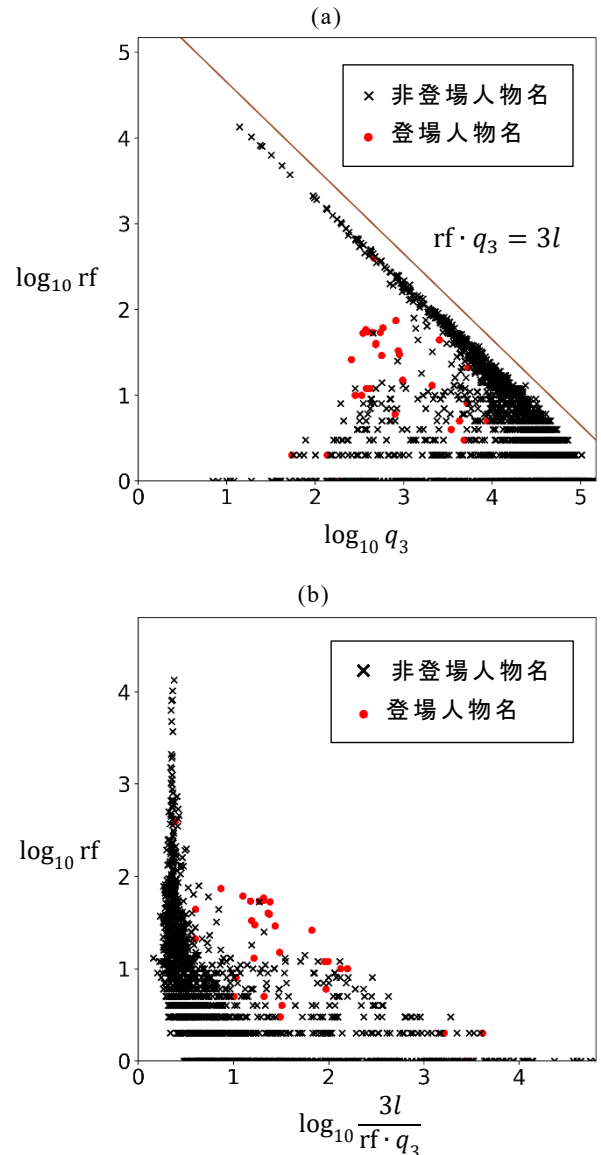 (a)
5
4
3
2
1
0
log₁₀ rf
× 非登場人物名
● 登場人物名
rf · q₃ = 3l
0 1 2 3 4 5
log₁₀ q₃
(b)
4
3
2
1
0
log₁₀ rf
× 非登場人物名
● 登場人物名
0 1 2 3 4
log₁₀ 3l / rf · q₃